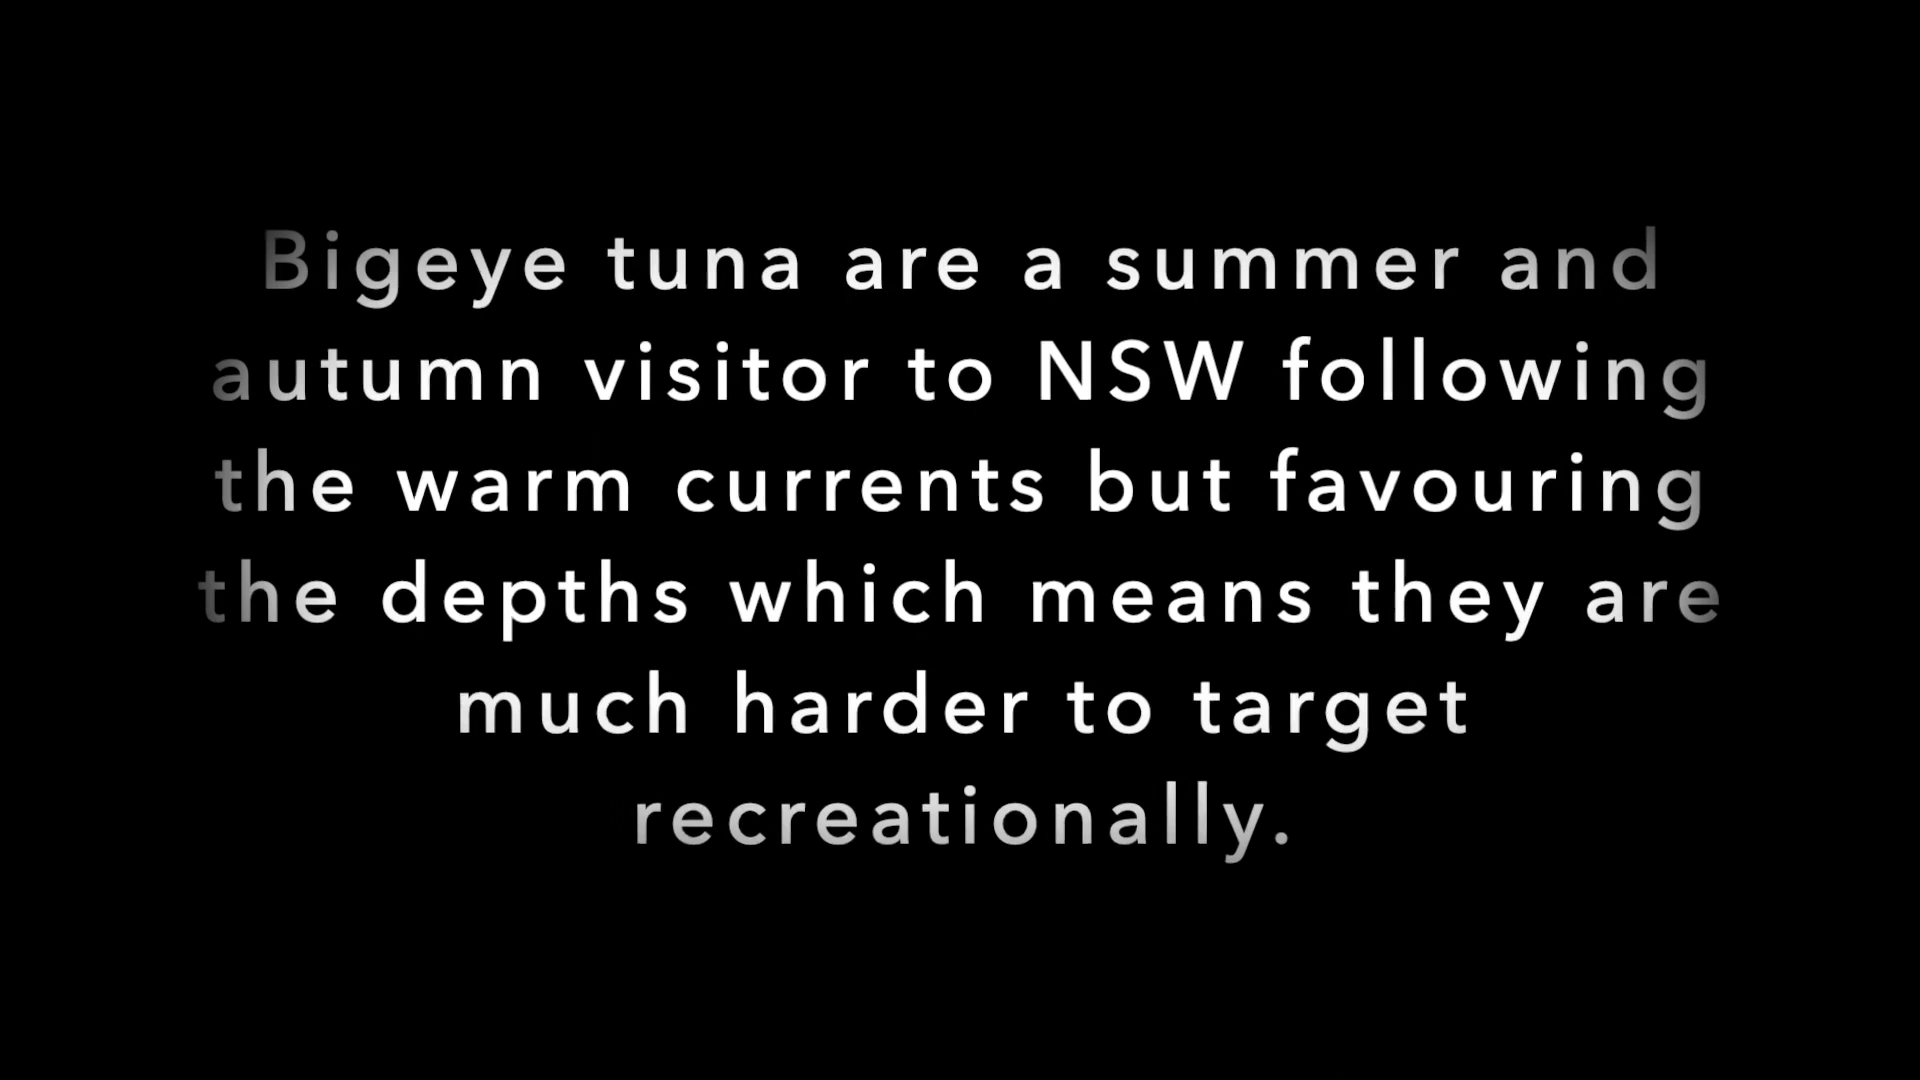 Bigeye tuna are a summer and
autumn visitor to NSW following
the warm currents but favouring
the depths which means they are
much harder to target
recreationally.